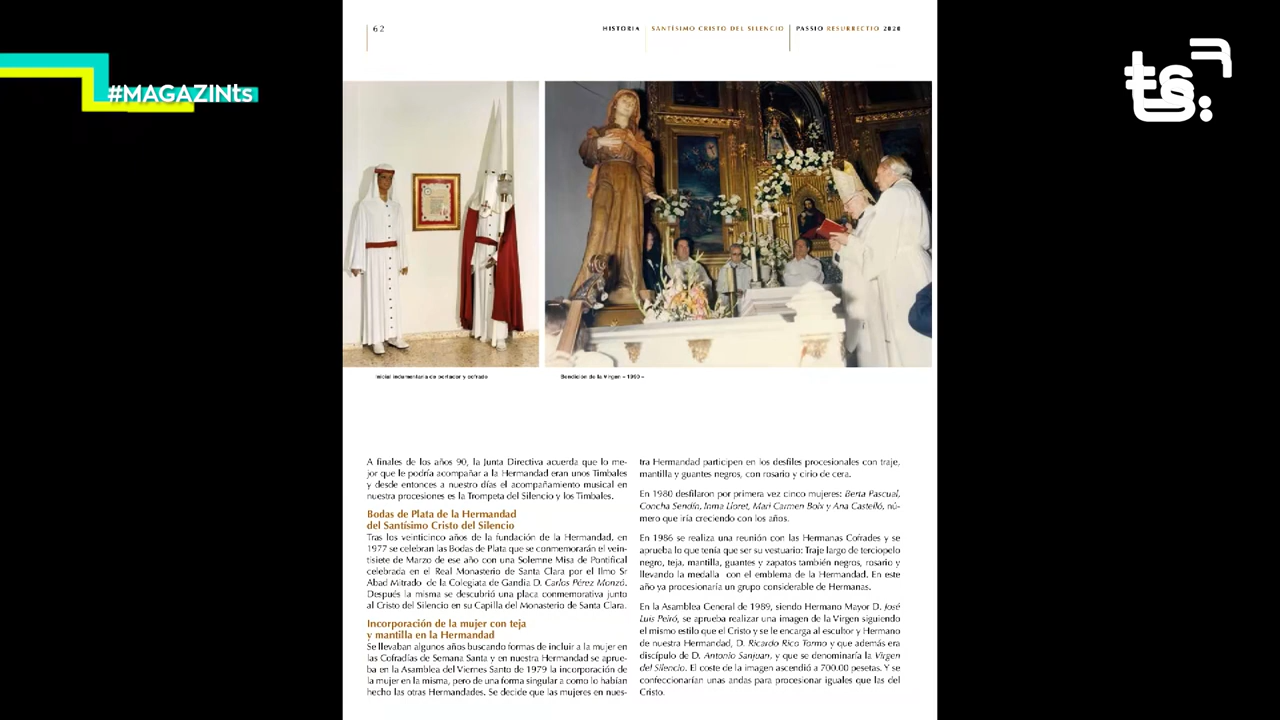 #MAGAZINts
ts
62
HISTORIA
SANTÍSIMO CRISTO DEL SILENCIO
PASSIO RESURRECTIO 2020
Inicial indumentaria de portador y cofrade
Bendición de la Virgen - 1990 -
A finales de los años 90, la Junta Directiva acuerda que lo me-
jor que le podría acompañar a la Hermandad eran unos Timbales
y desde entonces a nuestro días el acompañamiento musical en
nuestra procesiones es la Trompeta del Silencio y los Timbales.
Bodas de Plata de la Hermandad
del Santísimo Cristo del Silencio
Tras los veinticinco años de la fundación de la Hermandad, en
1977 se celebran las Bodas de Plata que se conmemorarán el vein-
tisiete de Marzo de ese año con una Solemne Misa de Pontifical
celebrada en el Real Monasterio de Santa Clara por el Ilmo Sr
Abad Mitrado de la Colegiata de Gandia D. Carlos Pérez Monzó.
Después la misma se descubrió una placa conmemorativa junto
al Cristo del Silencio en su Capilla del Monasterio de Santa Clara.
Incorporación de la mujer con teja
y mantilla en la Hermandad
Se llevaban algunos años buscando formas de incluir a la mujer en
las Cofradías de Semana Santa y en nuestra Hermandad se aprue-
ba en la Asamblea del Viernes Santo de 1979 la incorporación de
la mujer en la misma, pero de una forma singular a como lo habían
hecho las otras Hermandades. Se decide que las mujeres en nues-
tra Hermandad participen en los desfiles procesionales con traje,
mantilla y guantes negros, con rosario y cirio de cera.
En 1980 desfilaron por primera vez cinco mujeres: Berta Pascual,
Concha Sendín, Inma Lloret, Mari Carmen Boix y Ana Castelló, nú-
mero que iría creciendo con los años.
En 1986 se realiza una reunión con las Hermanas Cofrades y se
aprueba lo que tenía que ser su vestuario: Traje largo de terciopelo
negro, teja, mantilla, guantes y zapatos también negros, rosario y
llevando la medalla con el emblema de la Hermandad. En este
año ya procesionaría un grupo considerable de Hermanas.
En la Asamblea General de 1989, siendo Hermano Mayor D. José
Luis Peiró, se aprueba realizar una imagen de la Virgen siguiendo
el mismo estilo que el Cristo y se le encarga al escultor y Hermano
de nuestra Hermandad, D. Ricardo Rico Tormo y que además era
discípulo de D. Antonio Sanjuan, y que se denominaría la Virgen
del Silencio. El coste de la imagen ascendió a 700.00 pesetas. Y se
confeccionarían unas andas para procesionar iguales que las del
Cristo.